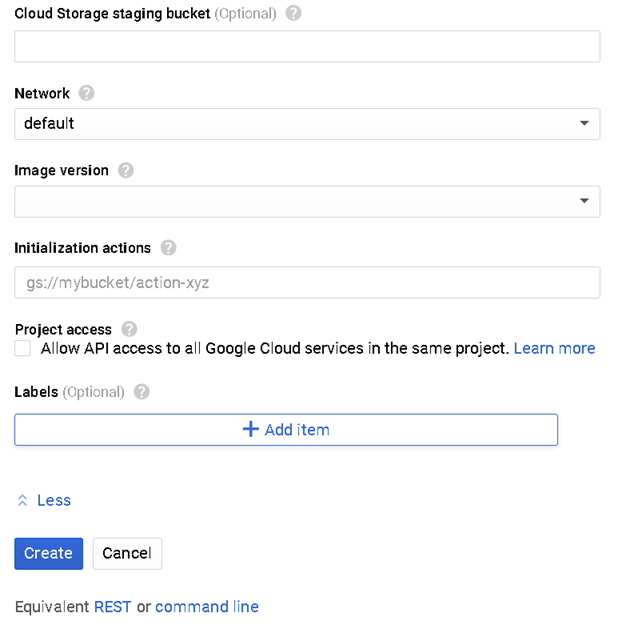 Cloud Storage staging bucket (Optional) ?
Network ?
default
Image version ?
Initialization actions ?
gs://mybucket/action-xyz
Project access ?
Allow API access to all Google Cloud services in the same project. Learn more
Labels (Optional) ?
+ Add item
Less
Create Cancel
Equivalent REST or command line